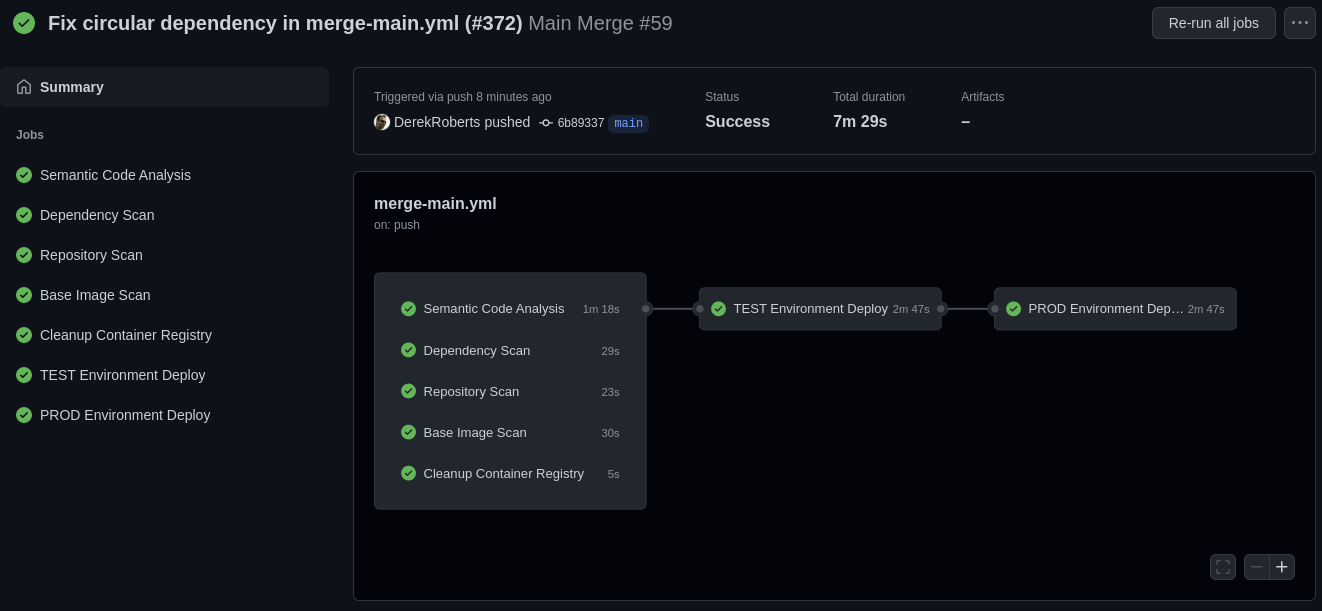 Fix circular dependency in merge-main.yml (#372) Main Merge #59
Re-run all jobs
Summary
Jobs
Semantic Code Analysis
Dependency Scan
Repository Scan
Base Image Scan
Cleanup Container Registry
TEST Environment Deploy
PROD Environment Deploy
Triggered via push 8 minutes ago
DerekRoberts pushed 6b89337 main
Status
Success
Total duration
7m 29s
Artifacts
–
merge-main.yml
on: push
Semantic Code Analysis 1m 18s
Dependency Scan 29s
Repository Scan 23s
Base Image Scan 30s
Cleanup Container Registry 5s
TEST Environment Deploy 2m 47s
PROD Environment Dep… 2m 47s